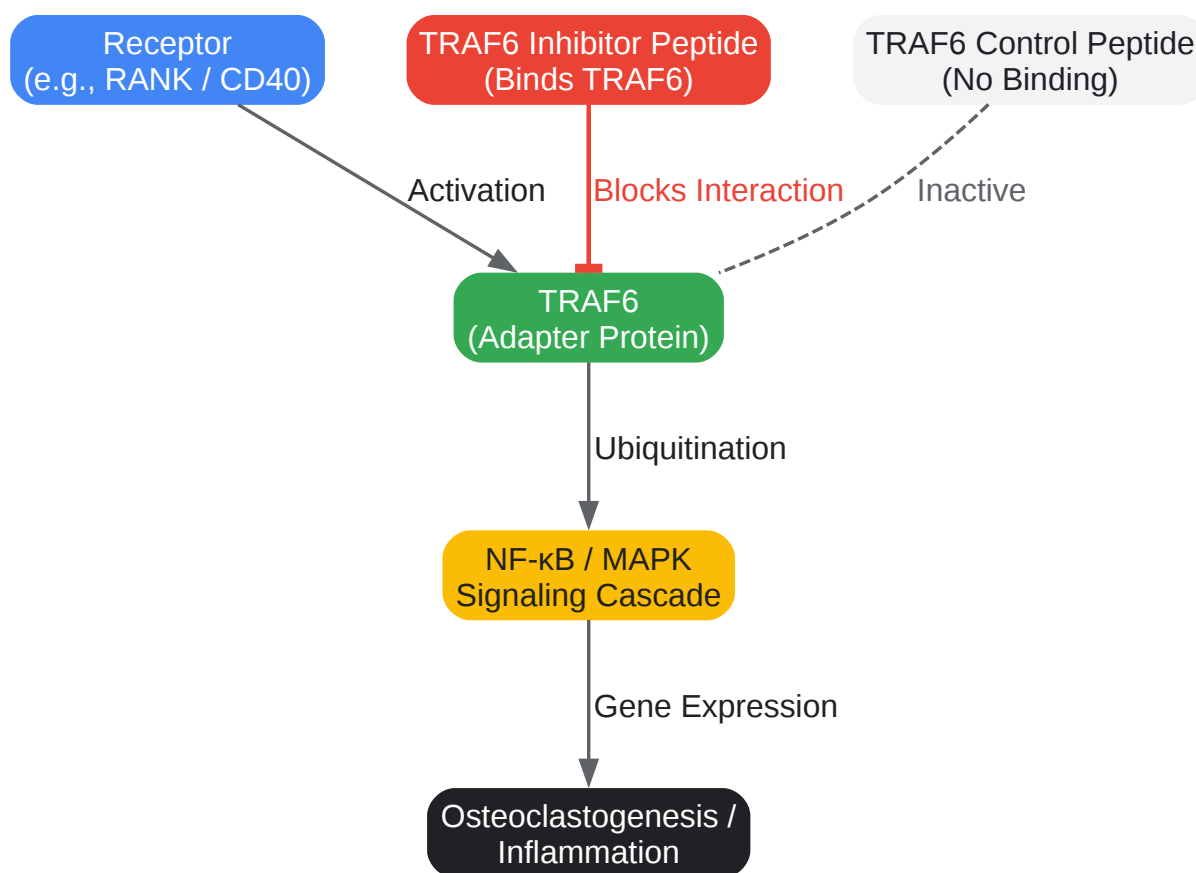 Receptor
(e.g., RANK / CD40)
TRAF6 Inhibitor Peptide
(Binds TRAF6)
TRAF6 Control Peptide
(No Binding)
Activation
Blocks Interaction
Inactive
TRAF6
(Adapter Protein)
Ubiquitination
NF-κB / MAPK
Signaling Cascade
Gene Expression
Osteoclastogenesis /
Inflammation